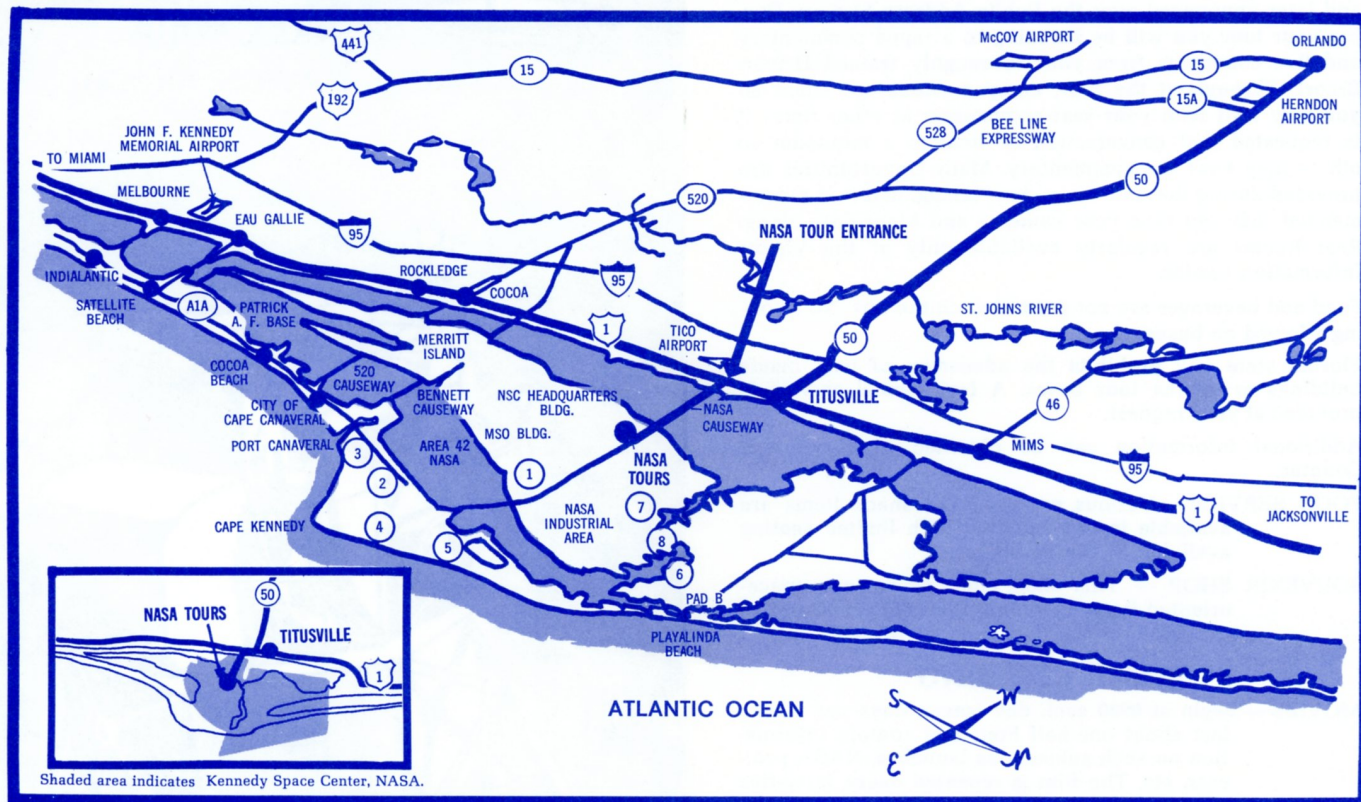 441
15
192
JOHN F. KENNEDY
MEMORIAL AIRPORT
TO MIAMI
MELBOURNE
EAU GALLIE
95
INDIALANTIC
SATELLITE
BEACH
A1A
PATRICK
A. F. BASE
ROCKLEDGE
COCOA
McCOY AIRPORT
ORLANDO
15
15A
HERNDON
AIRPORT
528
BEE LINE
EXPRESSWAY
520
50
NASA TOUR ENTRANCE
95
1
TICO
AIRPORT
50
ST. JOHNS RIVER
MERRITT
ISLAND
COCOA
BEACH
520
CAUSEWAY
CITY OF
CAPE CANAVERAL
BENNETT
CAUSEWAY
NSC HEADQUARTERS
BLDG.
NASA
CAUSEWAY
TITUSVILLE
46
MIMS
PORT CANAVERAL
AREA 42
NASA
MSO BLDG.
NASA
TOURS
95
3
2
1
7
1
TO
JACKSONVILLE
CAPE KENNEDY
4
5
NASA
INDUSTRIAL
AREA
8
6
PAD B
PLAYALINDA
BEACH
ATLANTIC OCEAN
S
W
E
N
50
NASA TOURS
TITUSVILLE
1
Shaded area indicates Kennedy Space Center, NASA.